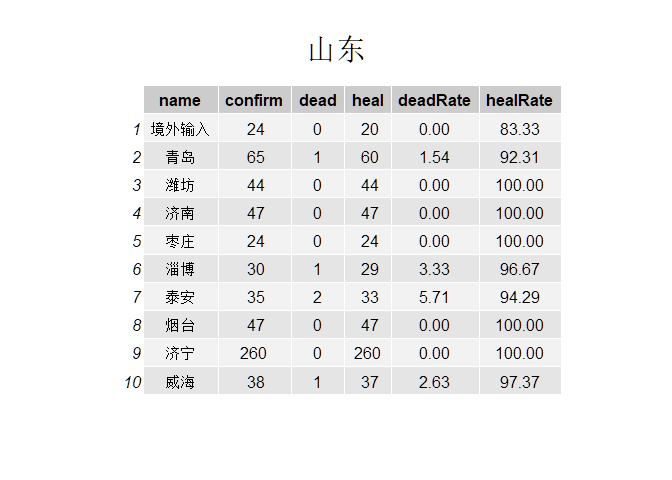 山东
name confirm dead heal deadRate healRate
1 境外输入 24 0 20 0.00 83.33
2 青岛 65 1 60 1.54 92.31
3 潍坊 44 0 44 0.00 100.00
4 济南 47 0 47 0.00 100.00
5 枣庄 24 0 24 0.00 100.00
6 淄博 30 1 29 3.33 96.67
7 泰安 35 2 33 5.71 94.29
8 烟台 47 0 47 0.00 100.00
9 济宁 260 0 260 0.00 100.00
10 威海 38 1 37 2.63 97.37